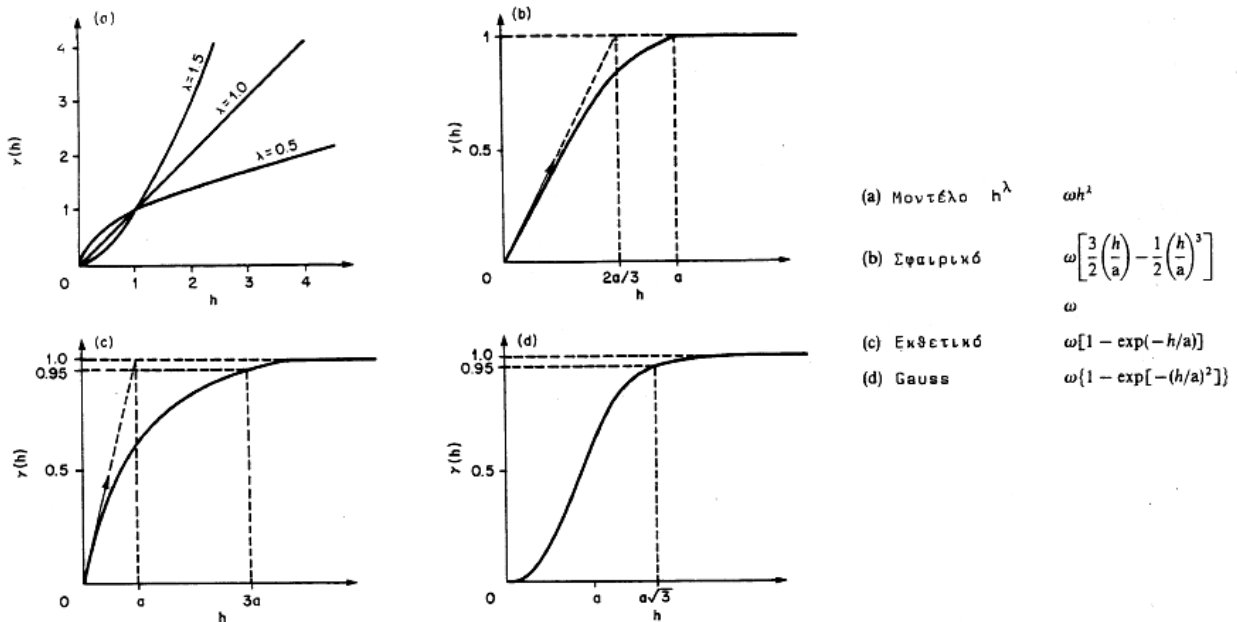 (a)
4
3
2
1
0
γ(h)
λ=1.5
λ=1.0
λ=0.5
1 2 3 4
h
(b)
1
0.5
0
γ(h)
2a/3 a
h
(c)
1.0
0.95
0.5
0
γ(h)
a 3a
h
(d)
1.0
0.95
0.5
0
γ(h)
a a√3
h
(a) Μοντέλο h^λ ωh^λ
(b) Σφαιρικό ω[3/2(h/a) − 1/2(h/a)^3]
ω
(c) Εκθετικό ω[1 − exp(−h/a)]
(d) Gauss ω{1 − exp[−(h/a)^2]}